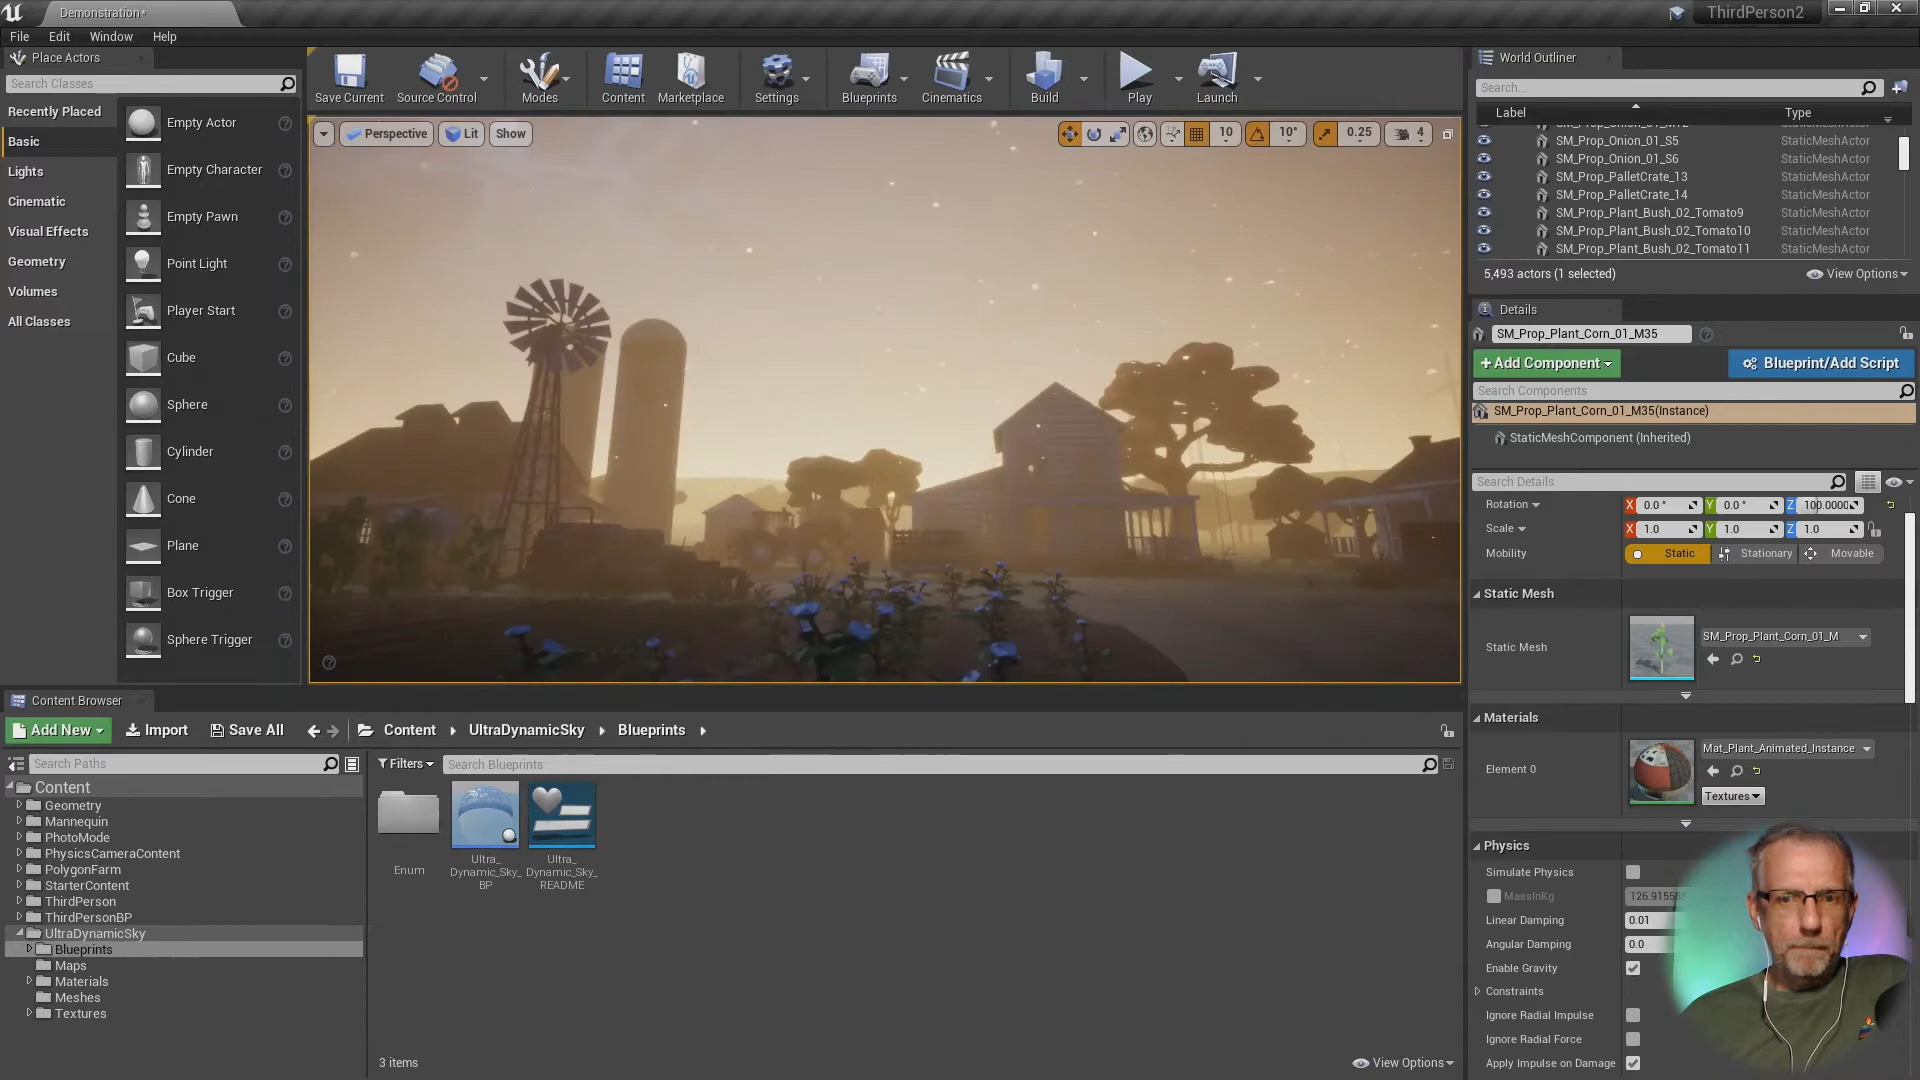 Demonstration*
ThirdPerson2
File
Edit
Window
Help
Place Actors
Search Classes
Recently Placed
Basic
Lights
Cinematic
Visual Effects
Geometry
Volumes
All Classes
Empty Actor
Empty Character
Empty Pawn
Point Light
Player Start
Cube
Sphere
Cylinder
Cone
Plane
Box Trigger
Sphere Trigger
Save Current
Source Control
Modes
Content
Marketplace
Settings
Blueprints
Cinematics
Build
Play
Launch
Perspective
Lit
Show
10
10°
0.25
4
World Outliner
Search...
Label
Type
SM_Prop_Onion_01_S5
StaticMeshActor
SM_Prop_Onion_01_S6
StaticMeshActor
SM_Prop_PalletCrate_13
StaticMeshActor
SM_Prop_PalletCrate_14
StaticMeshActor
SM_Prop_Plant_Bush_02_Tomato9
StaticMeshActor
SM_Prop_Plant_Bush_02_Tomato10
StaticMeshActor
SM_Prop_Plant_Bush_02_Tomato11
StaticMeshActor
5,493 actors (1 selected)
View Options
Details
SM_Prop_Plant_Corn_01_M35
+Add Component
Blueprint/Add Script
Search Components
SM_Prop_Plant_Corn_01_M35(Instance)
StaticMeshComponent (Inherited)
Search Details
Rotation
X 0.0 ° Y 0.0 ° Z 100.0000
Scale
X 1.0 Y 1.0 Z 1.0
Mobility
Static
Stationary
Movable
Static Mesh
Static Mesh
SM_Prop_Plant_Corn_01_M
Materials
Element 0
Mat_Plant_Animated_Instance
Textures
Physics
Simulate Physics
MassInKg
Linear Damping
0.01
Angular Damping
0.0
Enable Gravity
Constraints
Ignore Radial Impulse
Ignore Radial Force
Apply Impulse on Damage
Content Browser
Add New
Import
Save All
Content
UltraDynamicSky
Blueprints
Search Paths
Filters
Search Blueprints
Content
Geometry
Mannequin
PhotoMode
PhysicsCameraContent
PolygonFarm
StarterContent
ThirdPerson
ThirdPersonBP
UltraDynamicSky
Blueprints
Maps
Materials
Meshes
Textures
Enum
Ultra_
Dynamic_Sky_
BP
Ultra_
Dynamic_Sky_
README
3 items
View Options